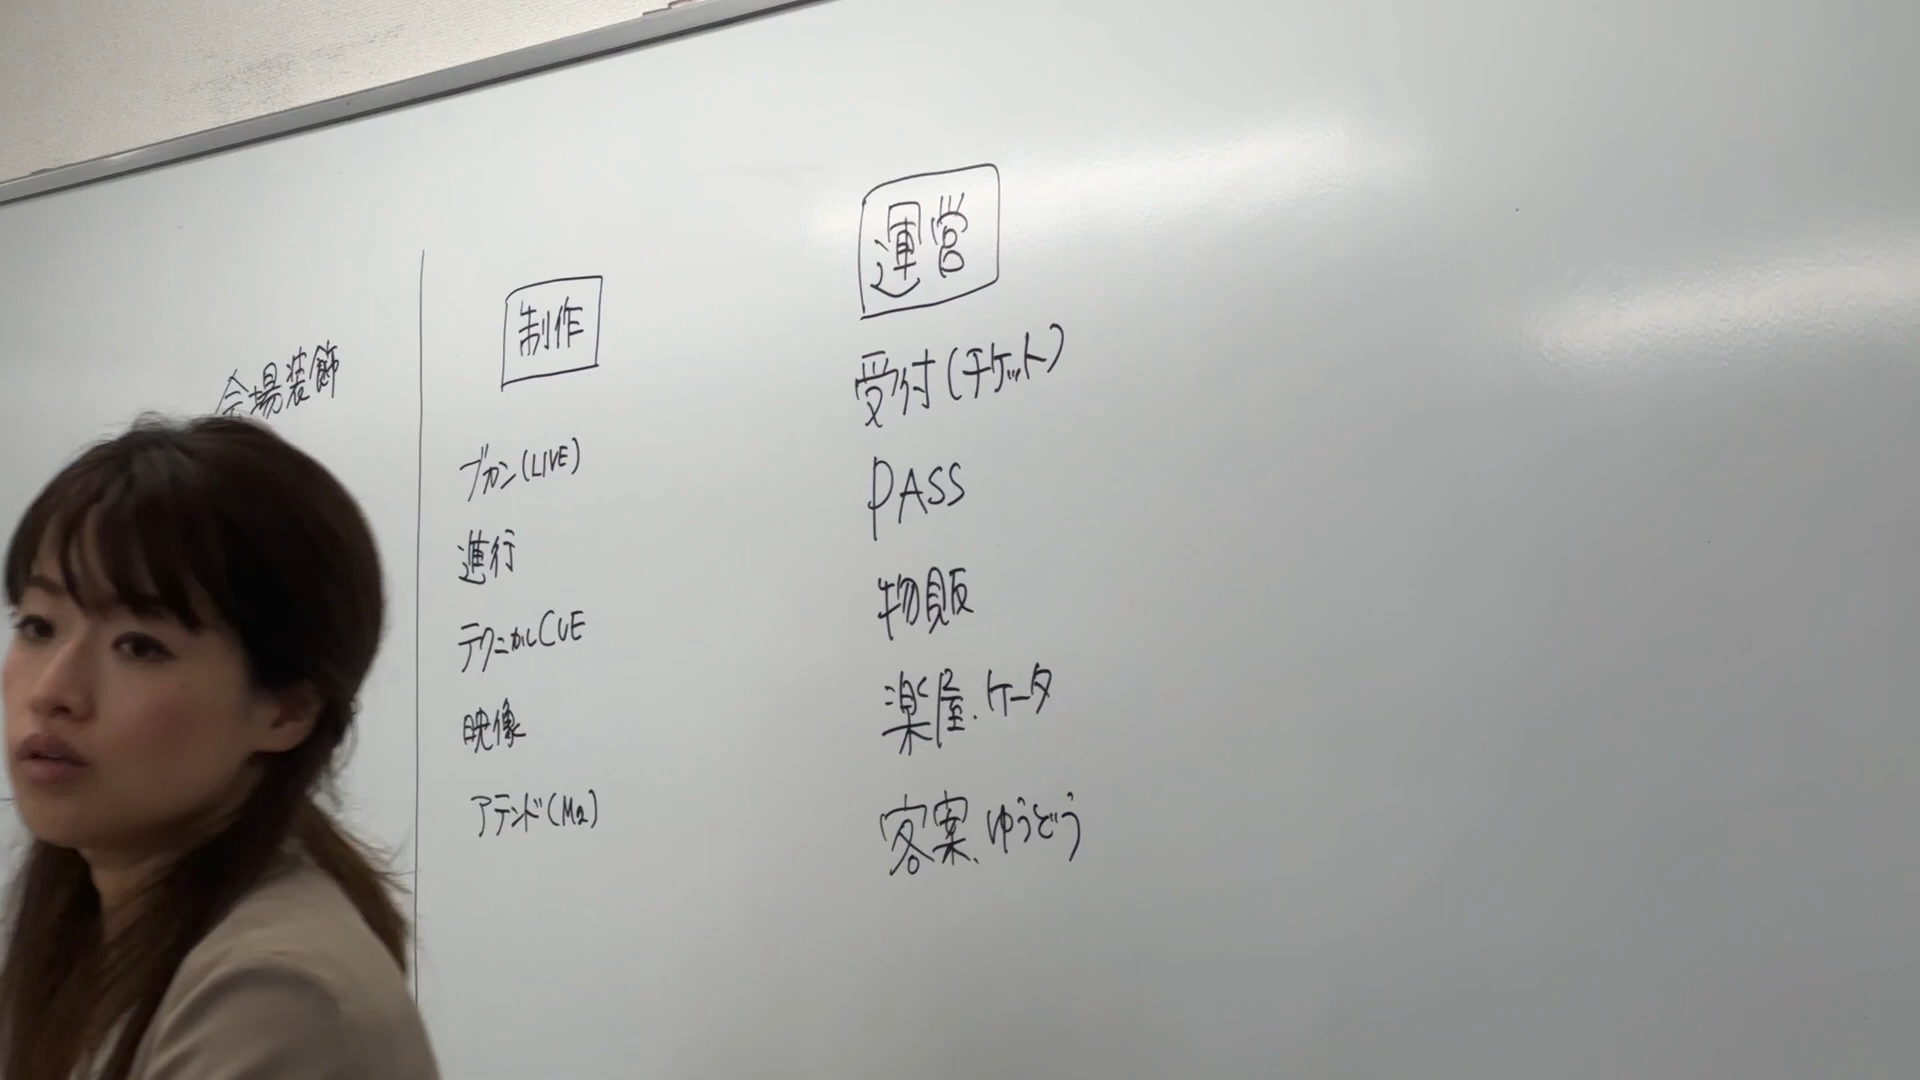 会場装飾
制作
ブカン(LIVE)
進行
テクニカルCUE
映像
アテンド(Mg)
運営
受付(チケット)
PASS
物販
楽屋.ケータ
客案.ゆうどう